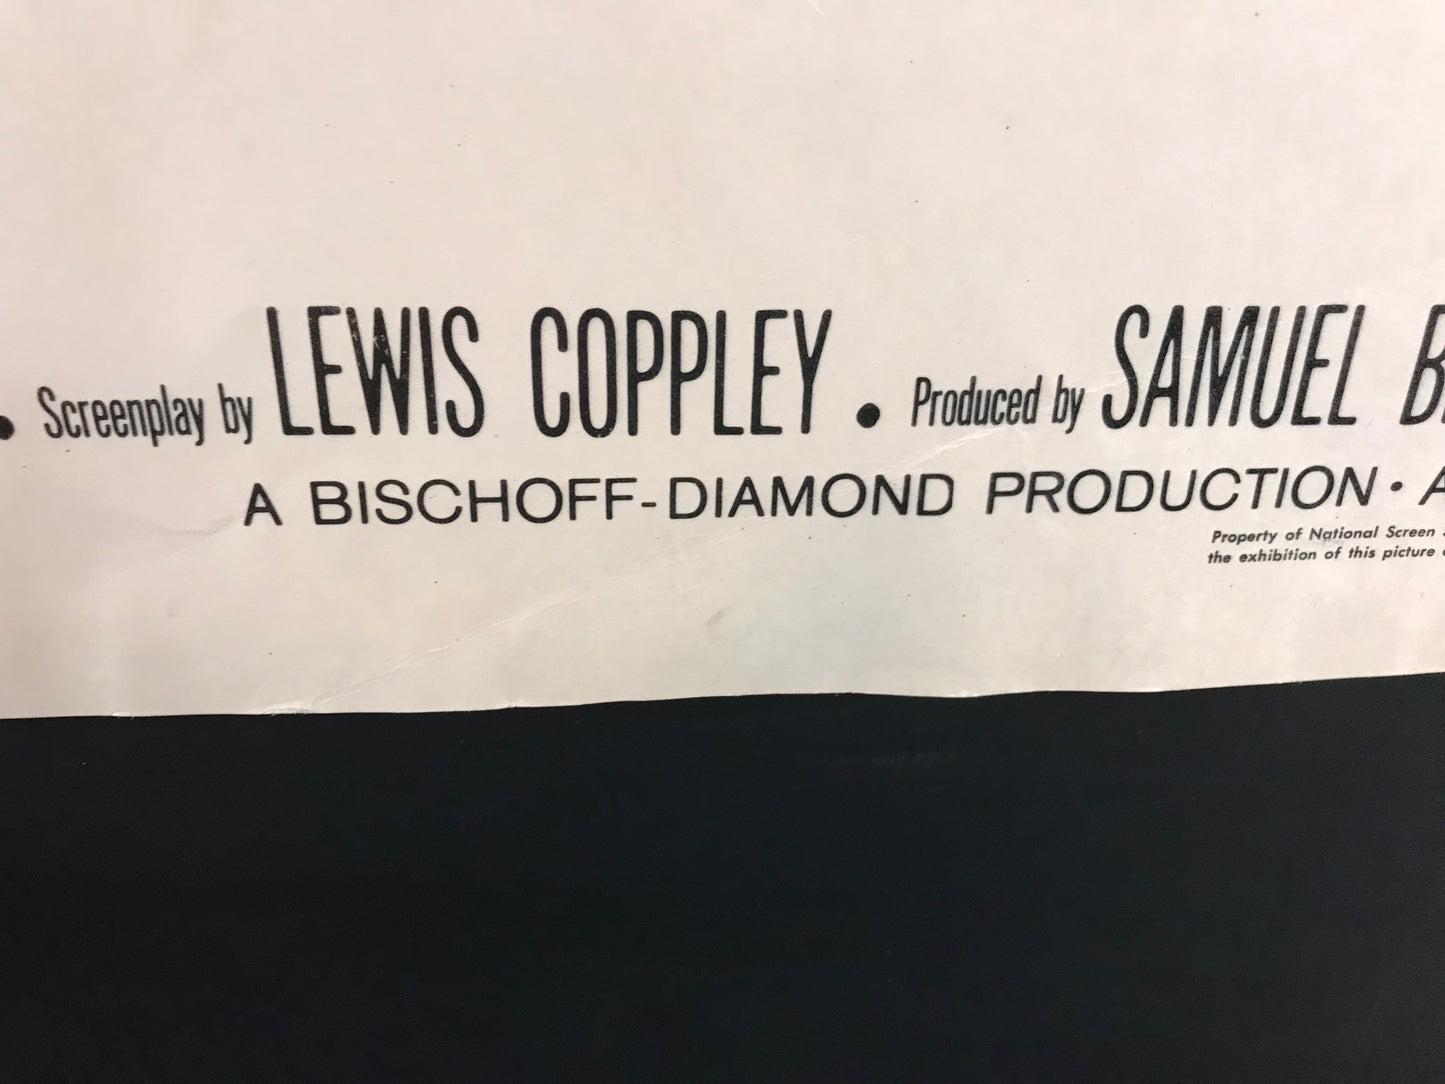 • Screenplay by LEWIS COPPLEY • Produced by SAMUEL B
A BISCHOFF-DIAMOND PRODUCTION • A
Property of National Screen
the exhibition of this picture